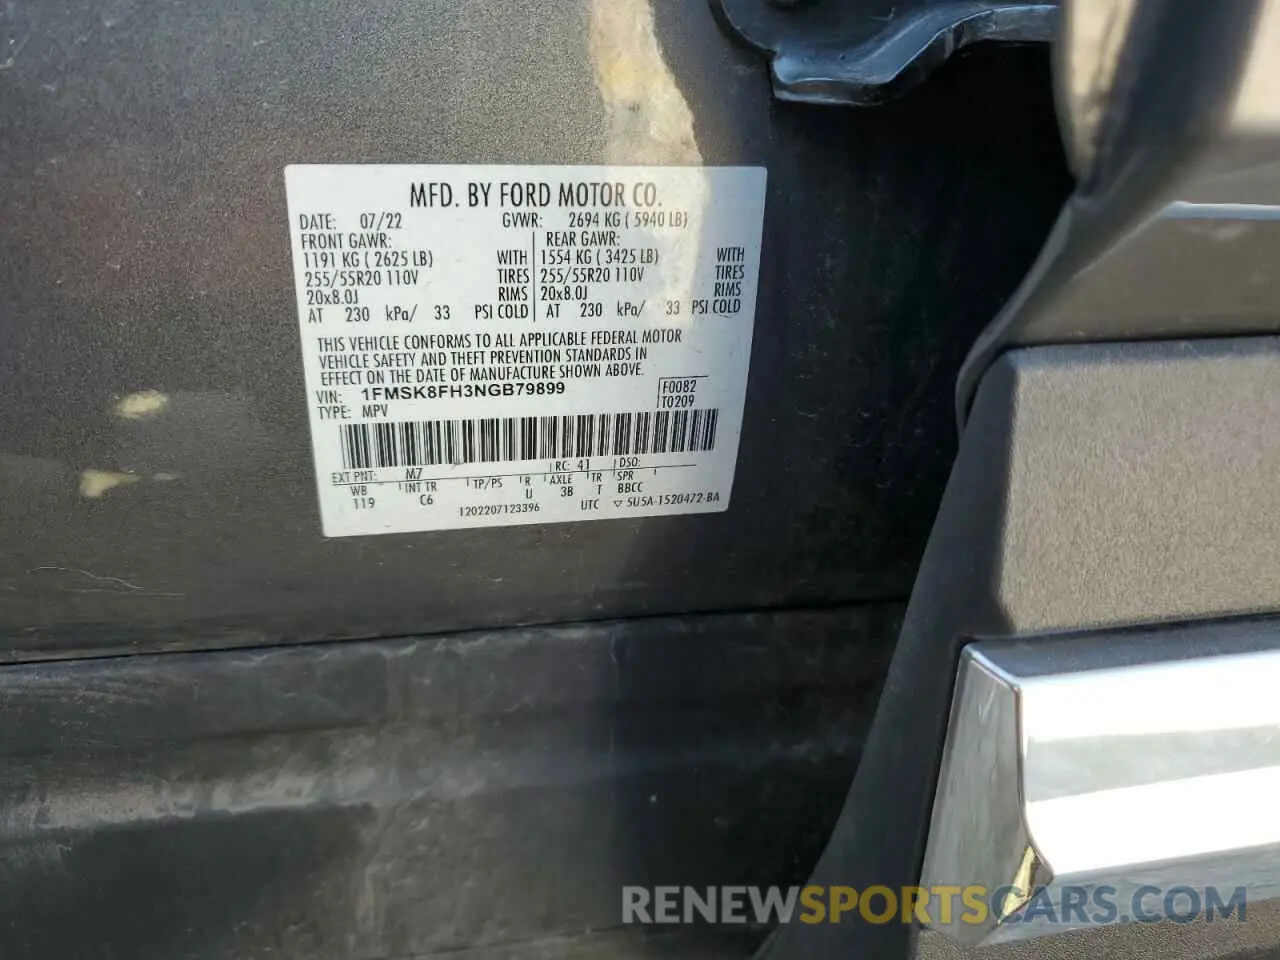 MFD. BY FORD MOTOR CO.
DATE: 07/22 GVWR: 2694 KG ( 5940 LB)
FRONT GAWR: REAR GAWR:
1191 KG ( 2625 LB) WITH 1554 KG ( 3425 LB) WITH
255/55R20 110V TIRES 255/55R20 110V TIRES
20x8.0J RIMS 20x8.0J RIMS
AT 230 kPa/ 33 PSI COLD AT 230 kPa/ 33 PSI COLD
THIS VEHICLE CONFORMS TO ALL APPLICABLE FEDERAL MOTOR
VEHICLE SAFETY AND THEFT PREVENTION STANDARDS IN
EFFECT ON THE DATE OF MANUFACTURE SHOWN ABOVE.
VIN: 1FMSK8FH3NGB79899 F0082
TYPE: MPV T0209
EXT PNT: M7 RC: 41 DSO:
WB INT TR TP/PS R AXLE TR SPR
119 C6 U 3B T BBCC
1202207123396 UTC ▽ 5U5A-1520472-BA
RENEWSPORTSCARS.COM